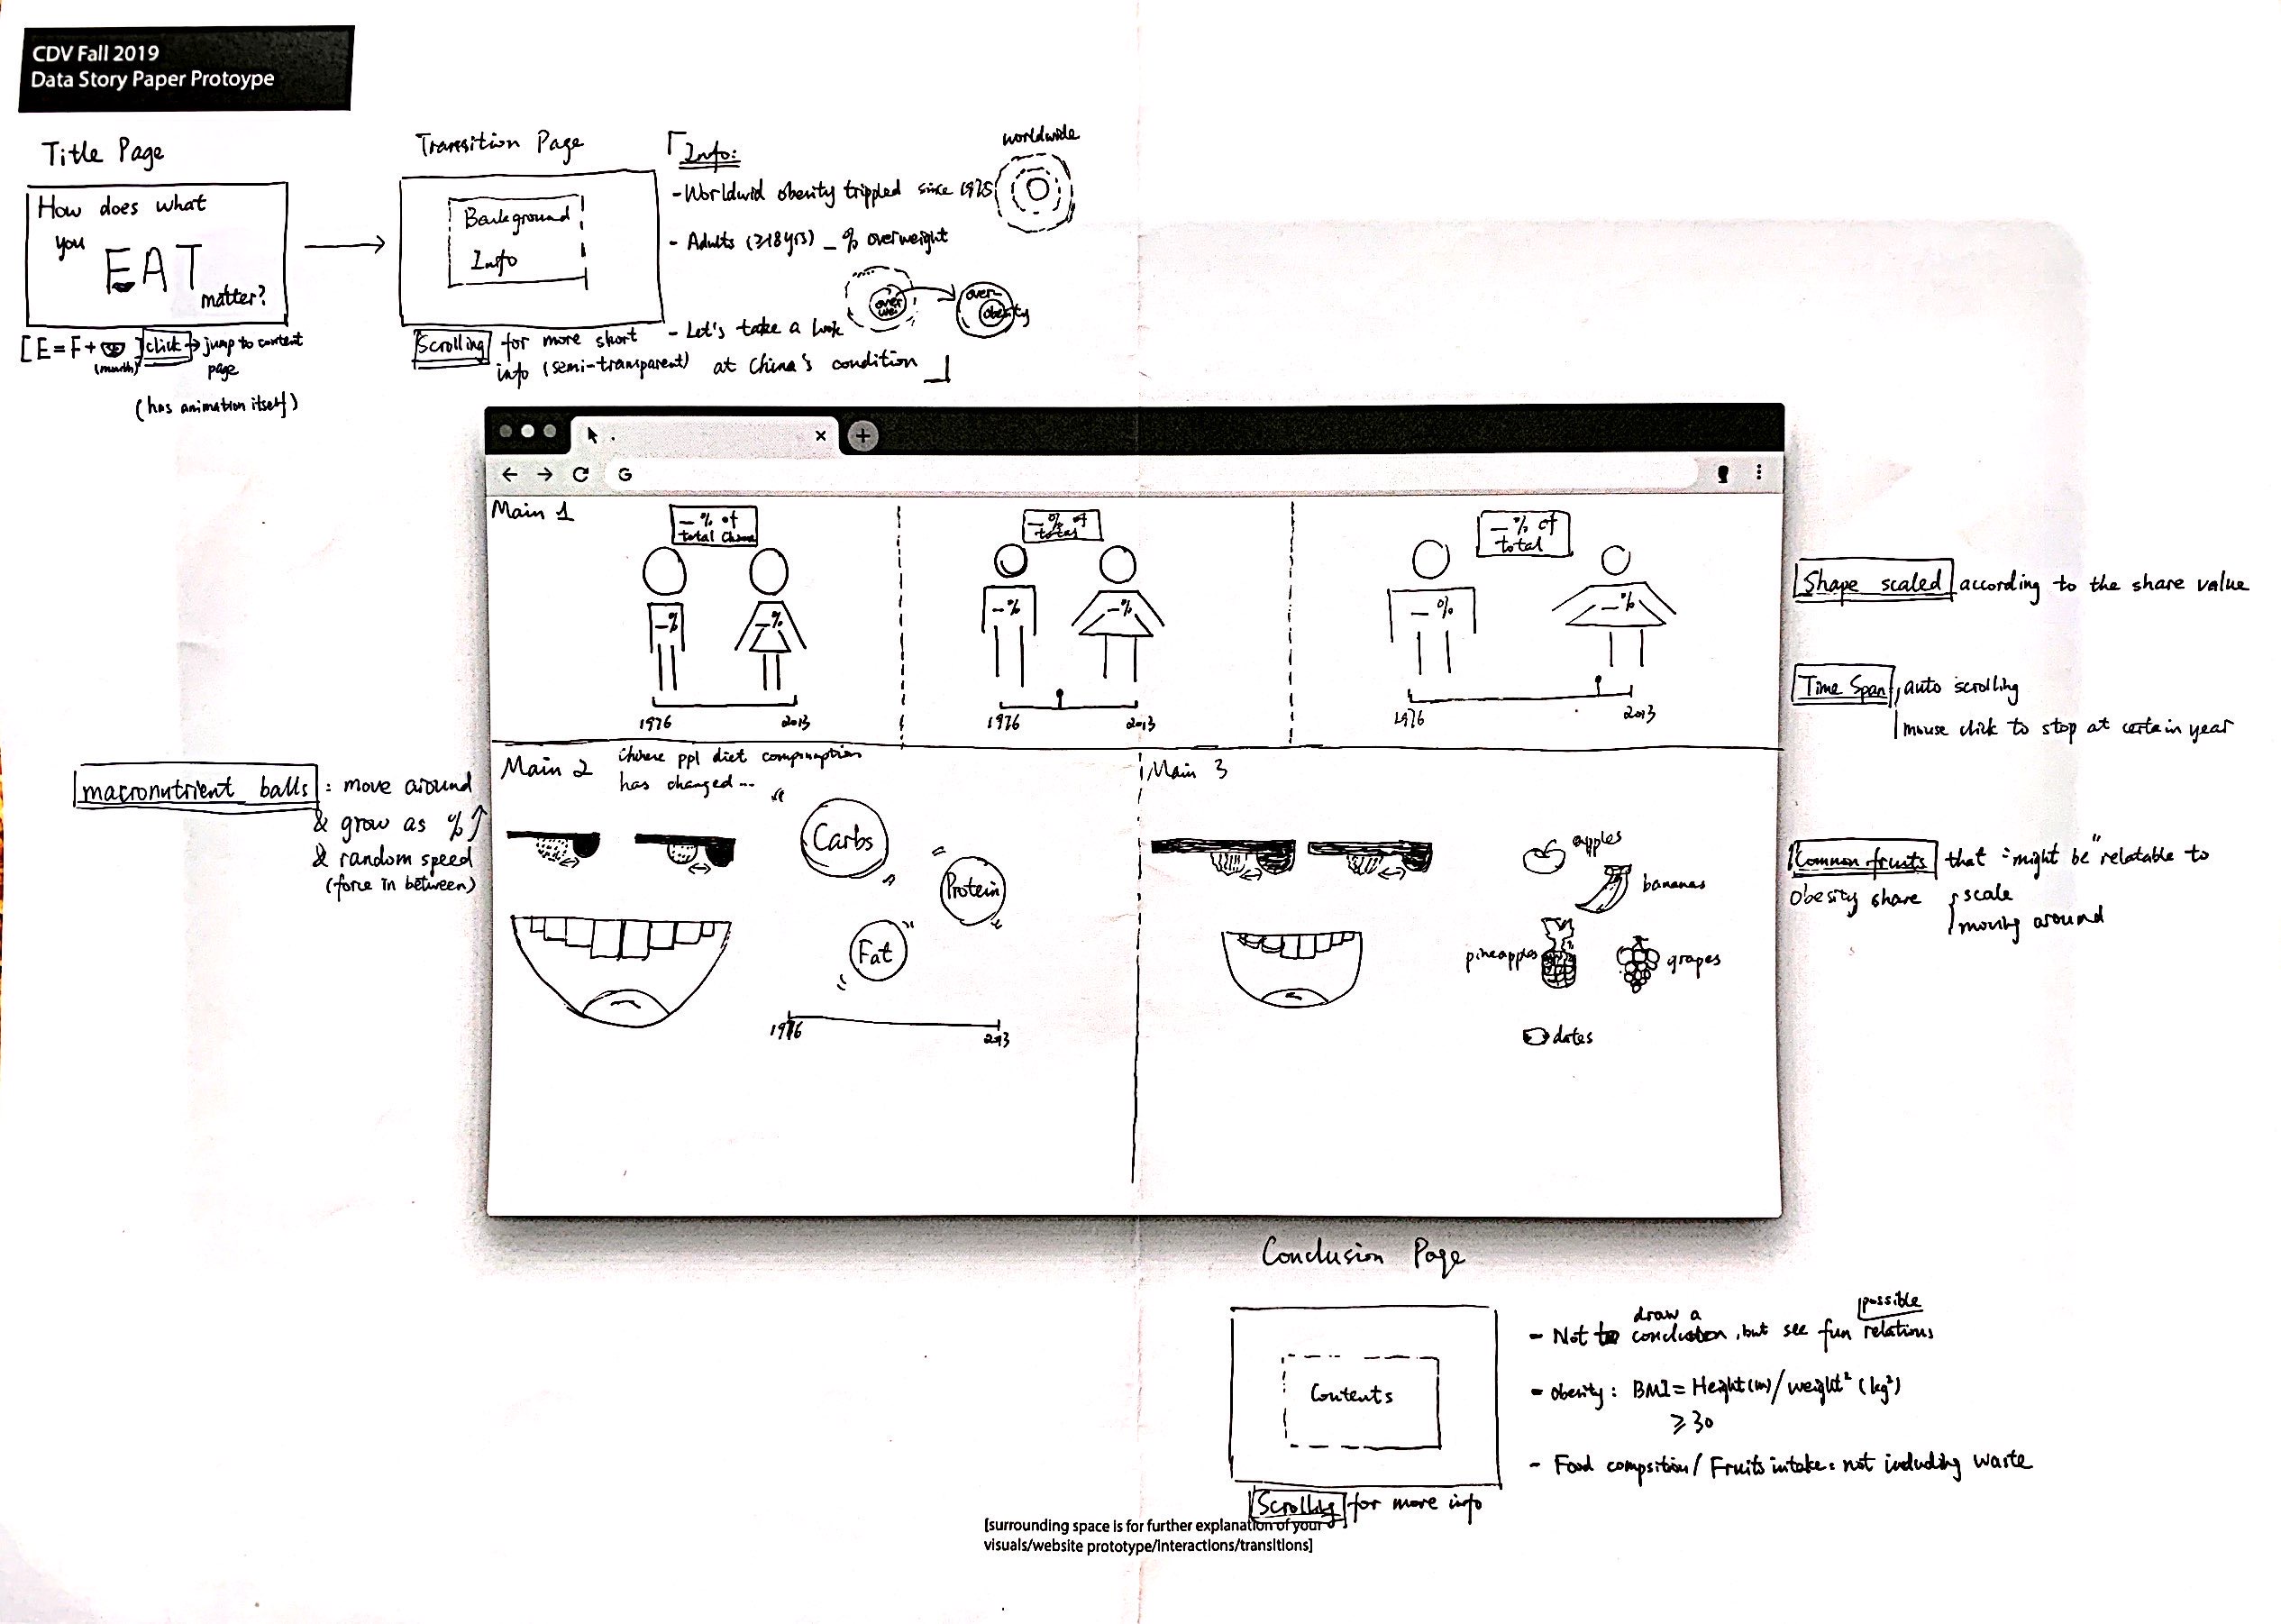 CDV Fall 2019
Data Story Paper Protoype
Title Page
How does what
you
EAT
matter?
[E=F+ ] click → jump to content
(mouth) page
(has animation itself)
Transition Page
Background
Info
Scrolling for more short
info (semi-transparent)
Info:
- Worldwid obesity trippled since 1975
worldwide
- Adults (≥18yrs) _ % overweight
over
wei
over-
obesity
- Let's take a look
at China's condition
G
Main 1
_ % of
total
_%
_%
1976
2013
_% of
total
_%
_%
1976
2013
_% of
total
_%
_%
1976
2013
Shape scaled according to the share value
Time Span, auto scrolling
mouse click to stop at certain year
Main 2
Chinese ppl diet
has changed...
Carbs
Protein
Fat
1976
2013
macronutrient balls : move around
& grow as % ↑
& random speed
(force in between)
Main 3
apples
bananas
pineapples
grapes
dates
Common fruits that "might be" relatable to
obesity share
scale
moving around
Conclusion Page
Contents
Scrolling for more info
possible
draw a
- Not conclusion, but see fun relations
- obesity : BMI = Height (m) / weight² (kg²)
≥ 30
- Food compsition / Fruits intake : not including waste
[surrounding space is for further explanation of your
visuals/website prototype/interactions/transitions]